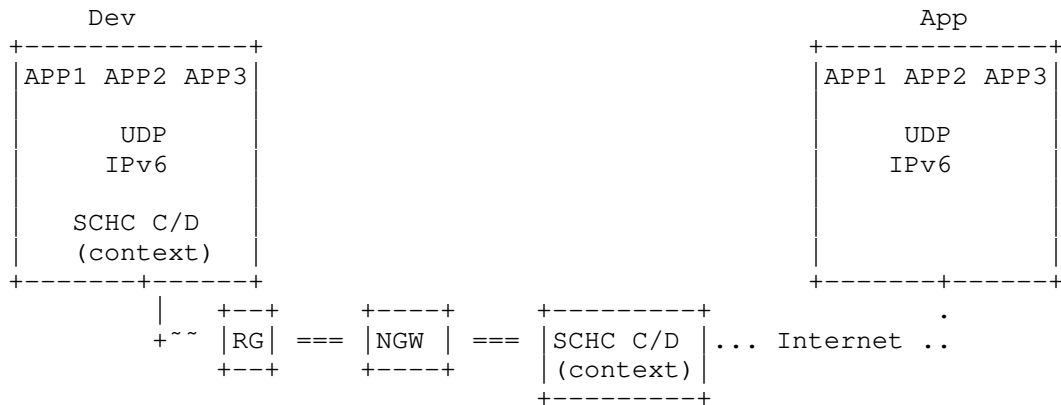 Dev App
APP1 APP2 APP3 APP1 APP2 APP3
UDP UDP
IPv6 IPv6
SCHC C/D
(context)
RG === NGW === SCHC C/D ... Internet ..
(context)